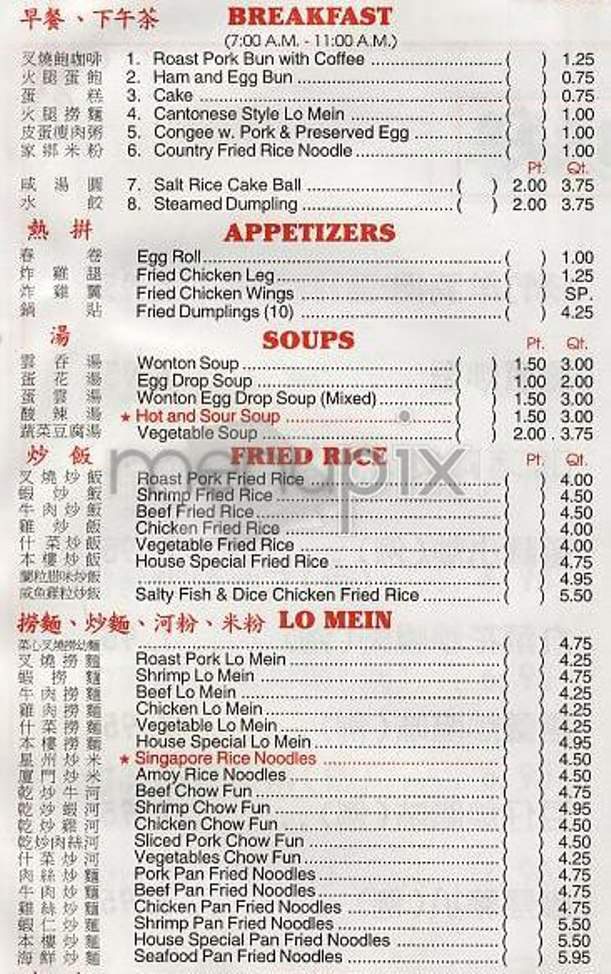 早餐、下午茶 BREAKFAST
(7:00 A.M. - 11:00 A.M.)
叉燒飽咖啡 1. Roast Pork Bun with Coffee ( ) 1.25
火腿蛋飽 2. Ham and Egg Bun ( ) 0.75
蛋糕 3. Cake ( ) 0.75
火腿撈麵 4. Cantonese Style Lo Mein ( ) 1.00
皮蛋瘦肉粥 5. Congee w. Pork & Preserved Egg ( ) 1.00
家鄉米粉 6. Country Fried Rice Noodle ( ) 1.00
Pt. Qt.
咸湯圓 7. Salt Rice Cake Ball ( ) 2.00 3.75
水餃 8. Steamed Dumpling ( ) 2.00 3.75
熱拼 APPETIZERS
春卷 Egg Roll ( ) 1.00
炸雞腿 Fried Chicken Leg ( ) 1.25
炸雞翼 Fried Chicken Wings ( ) SP.
鍋貼 Fried Dumplings (10) ( ) 4.25
湯 SOUPS Pt. Qt.
雲吞湯 Wonton Soup ( ) 1.50 3.00
蛋花湯 Egg Drop Soup ( ) 1.00 2.00
蛋雲湯 Wonton Egg Drop Soup (Mixed) ( ) 1.50 3.00
酸辣湯 ★ Hot and Sour Soup ( ) 1.50 3.00
蔬菜豆腐湯 Vegetable Soup ( ) 2.00 . 3.75
炒飯 FRIED RICE Pt. Qt.
menupix
叉燒炒飯 Roast Pork Fried Rice ( ) 4.00
蝦炒飯 Shrimp Fried Rice ( ) 4.50
牛肉炒飯 Beef Fried Rice ( ) 4.50
雞炒飯 Chicken Fried Rice ( ) 4.00
什菜炒飯 Vegetable Fried Rice ( ) 4.00
本樓炒飯 House Special Fried Rice ( ) 4.75
蘭粒臘味炒飯 ( ) 4.95
咸魚雞粒炒飯 Salty Fish & Dice Chicken Fried Rice ( ) 5.50
撈麵、炒麵、河粉、米粉 LO MEIN
菜心叉燒撈幼麵 ( ) 4.75
叉燒撈麵 Roast Pork Lo Mein ( ) 4.25
蝦撈麵 Shrimp Lo Mein ( ) 4.75
牛肉撈麵 Beef Lo Mein ( ) 4.25
雞肉撈麵 Chicken Lo Mein ( ) 4.25
什菜撈麵 Vegetable Lo Mein ( ) 4.25
本樓撈麵 House Special Lo Mein ( ) 4.95
星州炒米 ★ Singapore Rice Noodles ( ) 4.50
廈門炒米 Amoy Rice Noodles ( ) 4.50
乾炒牛河 Beef Chow Fun ( ) 4.75
乾炒蝦河 Shrimp Chow Fun ( ) 4.95
乾炒雞河 Chicken Chow Fun ( ) 4.50
乾炒肉絲河 Sliced Pork Chow Fun ( ) 4.50
什菜炒河 Vegetables Chow Fun ( ) 4.25
肉絲炒麵 Pork Pan Fried Noodles ( ) 4.75
牛肉炒麵 Beef Pan Fried Noodles ( ) 4.75
雞絲炒麵 Chicken Pan Fried Noodles ( ) 4.75
蝦仁炒麵 Shrimp Pan Fried Noodles ( ) 5.50
本樓炒麵 House Special Pan Fried Noodles ( ) 5.50
海鮮炒麵 Seafood Pan Fried Noodles ( ) 5.95